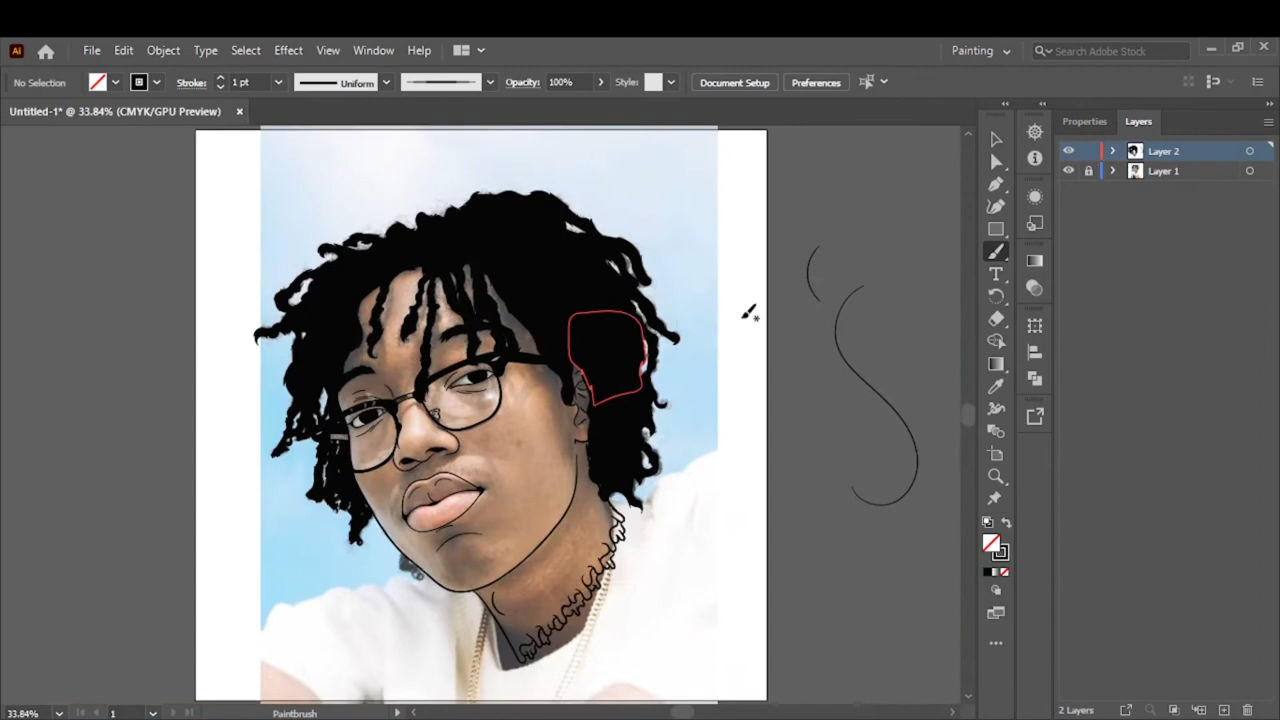 Ai File Edit Object Type Select Effect View Window Help Painting Search Adobe Stock
No Selection Stroke: 1 pt Uniform Opacity: 100% Style: Document Setup Preferences
Untitled-1* @ 33.84% (CMYK/GPU Preview) ×
Properties Layers
Layer 2
Layer 1
33.84% 1 Paintbrush 2 Layers